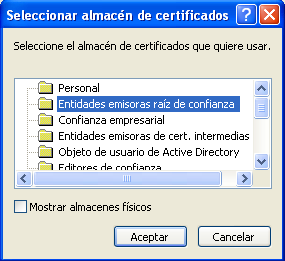 Seleccionar almacén de certificados
Seleccione el almacén de certificados que quiere usar.
Personal
Entidades emisoras raíz de confianza
Confianza empresarial
Entidades emisoras de cert. intermedias
Objeto de usuario de Active Directory
Editores de confianza
Mostrar almacenes físicos
Aceptar
Cancelar